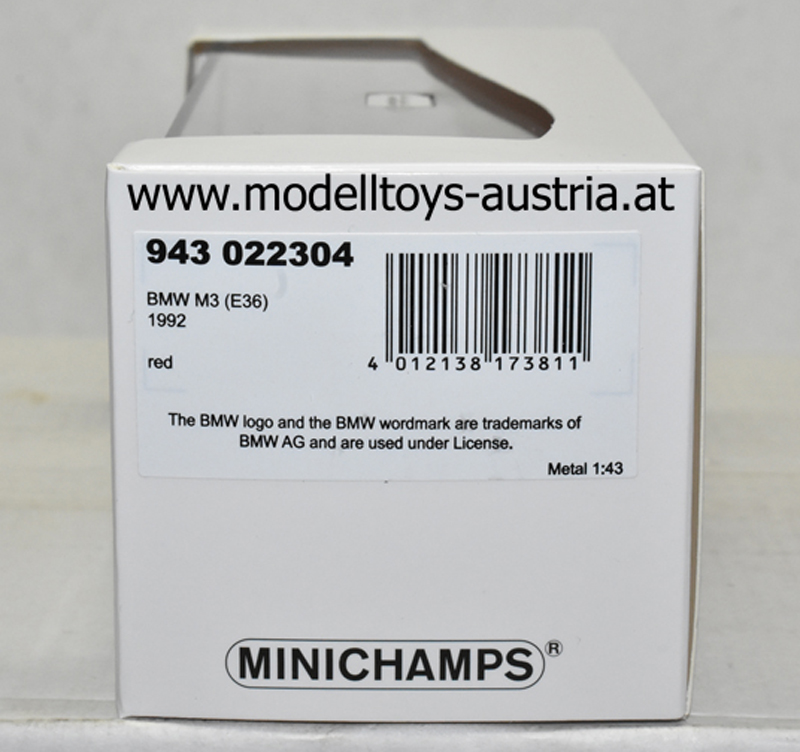 www.modelltoys-austria.at
943 022304
BMW M3 (E36)
1992
red
4 012138 173811
The BMW logo and the BMW wordmark are trademarks of
BMW AG and are used under License.
Metal 1:43
MINICHAMPS®